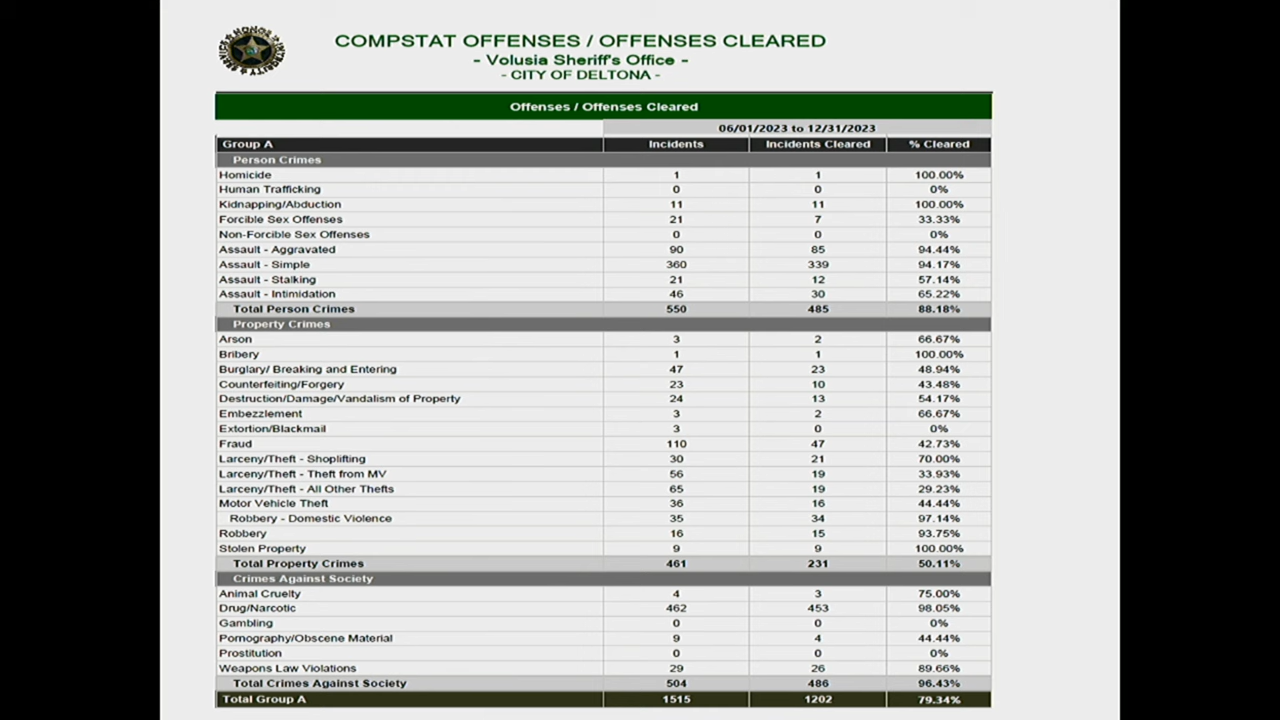 COMPSTAT OFFENSES / OFFENSES CLEARED
- Volusia Sheriff's Office -
- CITY OF DELTONA -
Offenses / Offenses Cleared
06/01/2023 to 12/31/2023
Group A Incidents Incidents Cleared % Cleared
Person Crimes
Homicide 1 1 100.00%
Human Trafficking 0 0 0%
Kidnapping/Abduction 11 11 100.00%
Forcible Sex Offenses 21 7 33.33%
Non-Forcible Sex Offenses 0 0 0%
Assault - Aggravated 90 85 94.44%
Assault - Simple 360 339 94.17%
Assault - Stalking 21 12 57.14%
Assault - Intimidation 46 30 65.22%
Total Person Crimes 550 485 88.18%
Property Crimes
Arson 3 2 66.67%
Bribery 1 1 100.00%
Burglary/ Breaking and Entering 47 23 48.94%
Counterfeiting/Forgery 23 10 43.48%
Destruction/Damage/Vandalism of Property 24 13 54.17%
Embezzlement 3 2 66.67%
Extortion/Blackmail 3 0 0%
Fraud 110 47 42.73%
Larceny/Theft - Shoplifting 30 21 70.00%
Larceny/Theft - Theft from MV 56 19 33.93%
Larceny/Theft - All Other Thefts 65 19 29.23%
Motor Vehicle Theft 36 16 44.44%
Robbery - Domestic Violence 35 34 97.14%
Robbery 16 15 93.75%
Stolen Property 9 9 100.00%
Total Property Crimes 461 231 50.11%
Crimes Against Society
Animal Cruelty 4 3 75.00%
Drug/Narcotic 462 453 98.05%
Gambling 0 0 0%
Pornography/Obscene Material 9 4 44.44%
Prostitution 0 0 0%
Weapons Law Violations 29 26 89.66%
Total Crimes Against Society 504 486 96.43%
Total Group A 1515 1202 79.34%